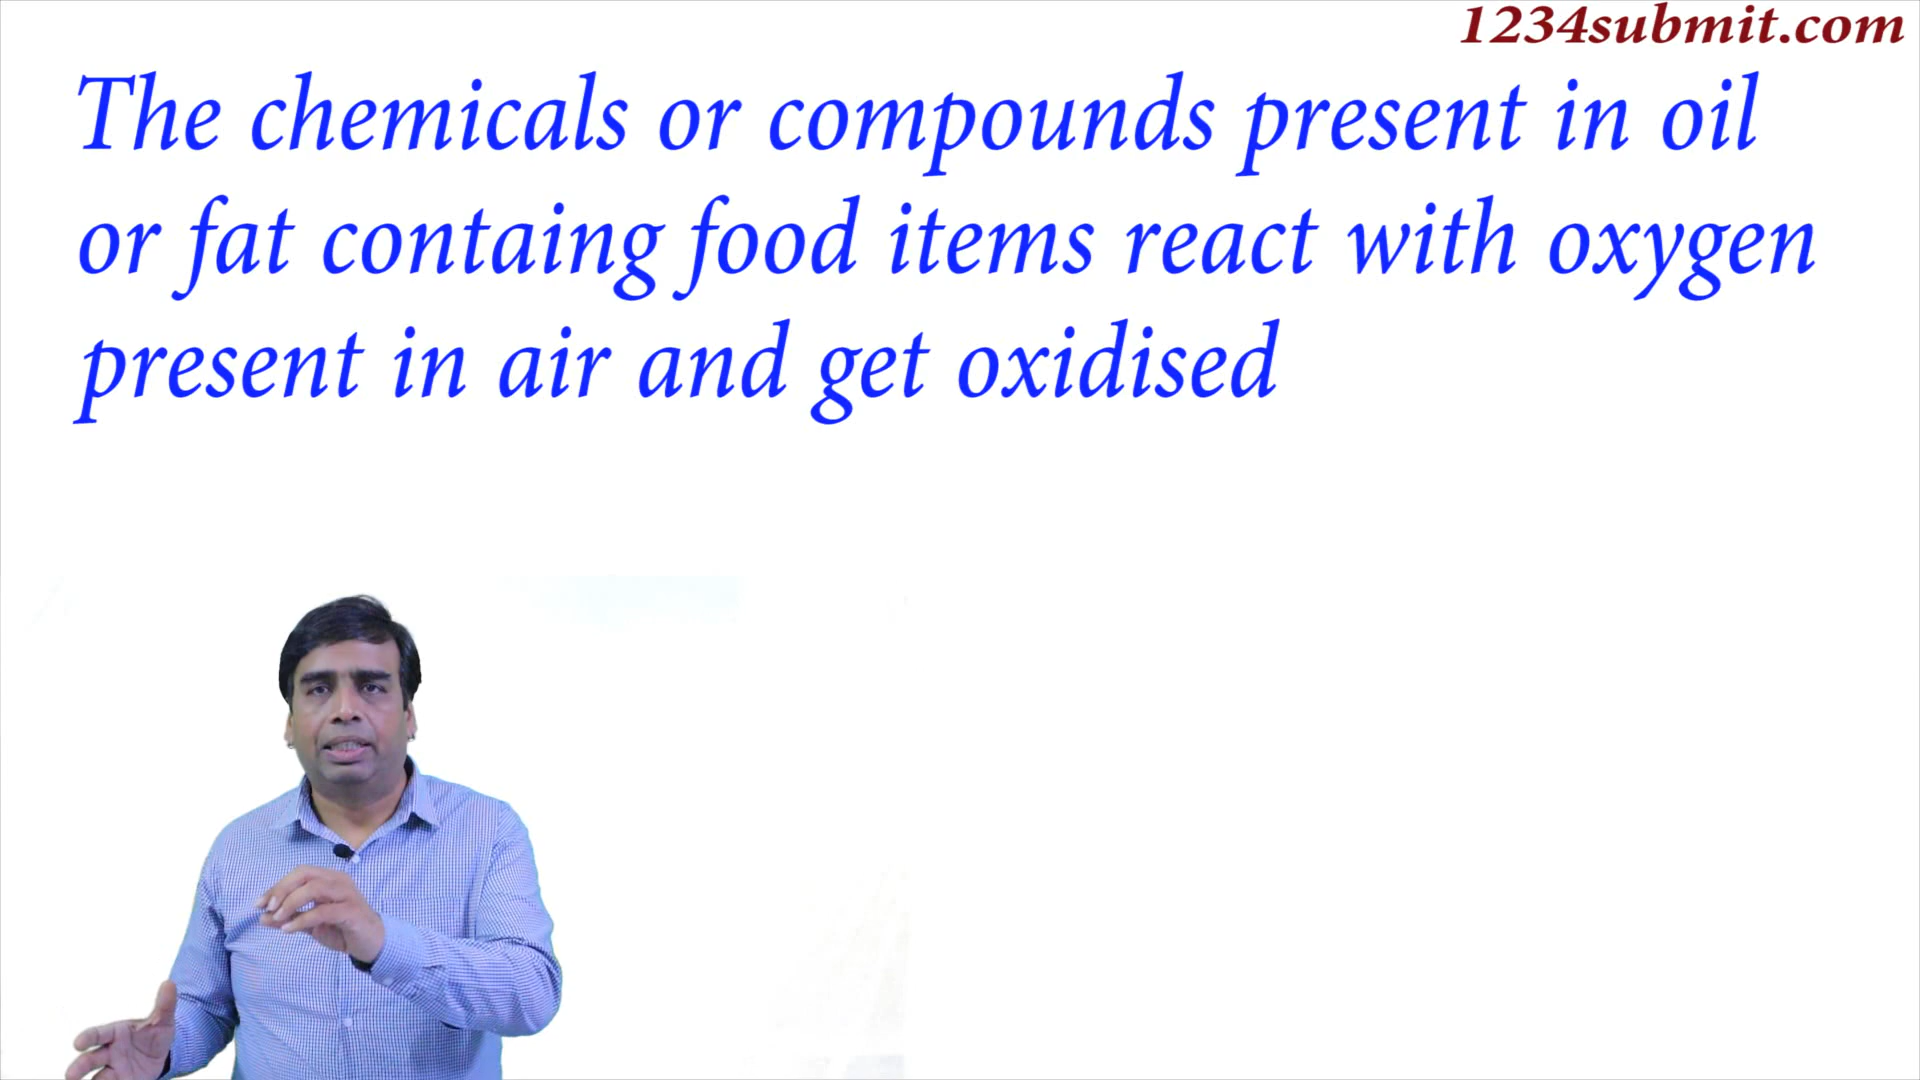 1234submit.com
The chemicals or compounds present in oil
or fat containg food items react with oxygen
present in air and get oxidised